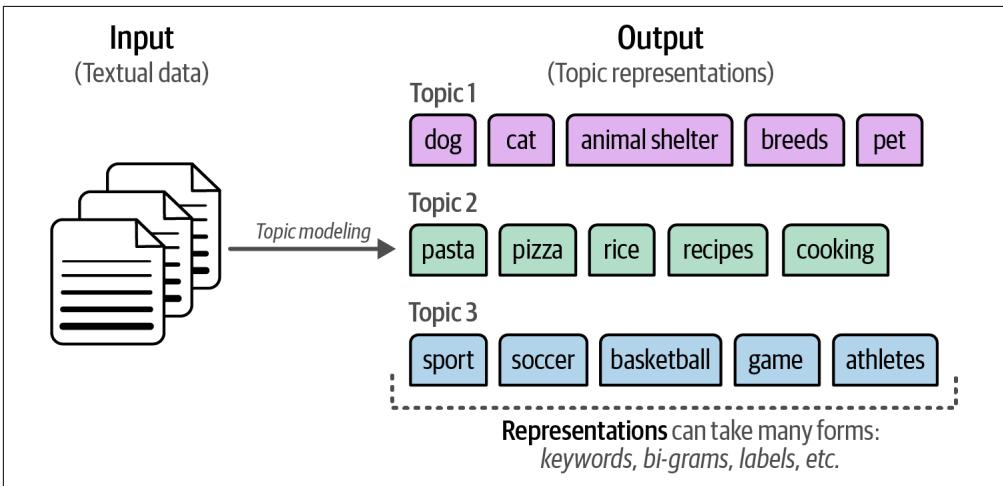 Input
(Textual data)
Output
(Topic representations)
Topic 1
dog cat animal shelter breeds pet
Topic modeling
Topic 2
pasta pizza rice recipes cooking
Topic 3
sport soccer basketball game athletes
Representations can take many forms:
keywords, bi-grams, labels, etc.